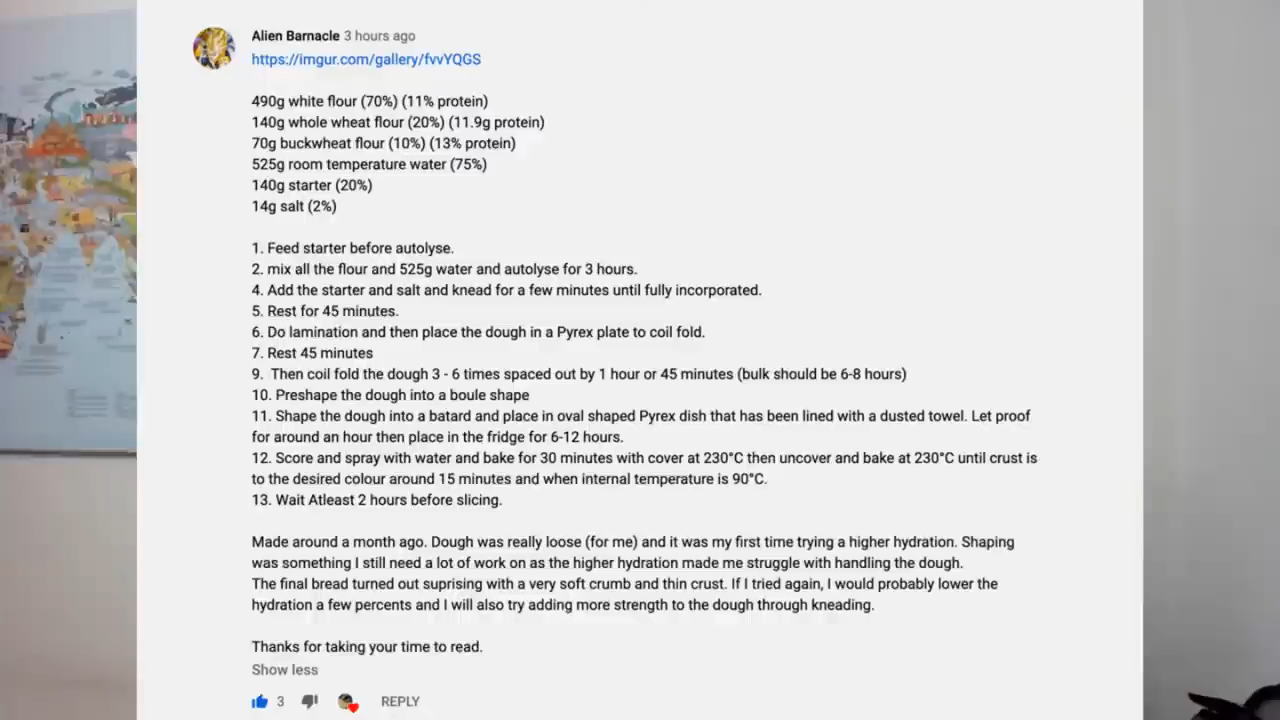 Alien Barnacle 3 hours ago
https://imgur.com/gallery/fvvYQGS
490g white flour (70%) (11% protein)
140g whole wheat flour (20%) (11.9g protein)
70g buckwheat flour (10%) (13% protein)
525g room temperature water (75%)
140g starter (20%)
14g salt (2%)
1. Feed starter before autolyse.
2. mix all the flour and 525g water and autolyse for 3 hours.
4. Add the starter and salt and knead for a few minutes until fully incorporated.
5. Rest for 45 minutes.
6. Do lamination and then place the dough in a Pyrex plate to coil fold.
7. Rest 45 minutes
9.  Then coil fold the dough 3 - 6 times spaced out by 1 hour or 45 minutes (bulk should be 6-8 hours)
10. Preshape the dough into a boule shape
11. Shape the dough into a batard and place in oval shaped Pyrex dish that has been lined with a dusted towel. Let proof
for around an hour then place in the fridge for 6-12 hours.
12. Score and spray with water and bake for 30 minutes with cover at 230°C then uncover and bake at 230°C until crust is
to the desired colour around 15 minutes and when internal temperature is 90°C.
13. Wait Atleast 2 hours before slicing.
Made around a month ago. Dough was really loose (for me) and it was my first time trying a higher hydration. Shaping
was something I still need a lot of work on as the higher hydration made me struggle with handling the dough.
The final bread turned out suprising with a very soft crumb and thin crust. If I tried again, I would probably lower the
hydration a few percents and I will also try adding more strength to the dough through kneading.
Thanks for taking your time to read.
Show less
3 REPLY